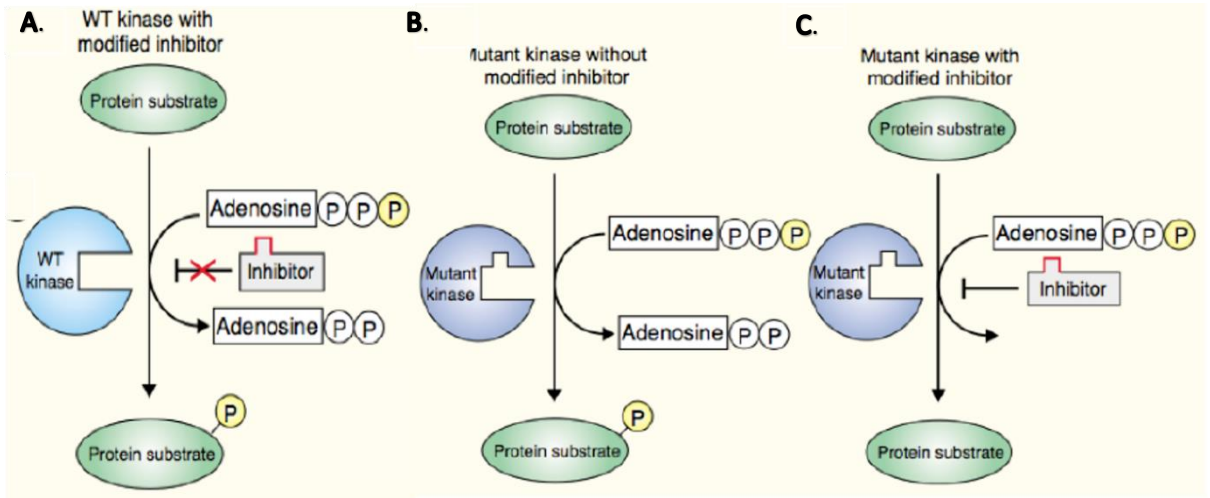 A.
WT kinase with
modified inhibitor
Protein substrate
Adenosine P P P
WT
kinase
Inhibitor
Adenosine P P
P
Protein substrate
B.
kinase without
modified inhibitor
Protein substrate
Adenosine P P P
Mutant
kinase
Adenosine P P
P
Protein substrate
C.
Mutant kinase with
modified inhibitor
Protein substrate
Adenosine P P P
Mutant
kinase
Inhibitor
Protein substrate